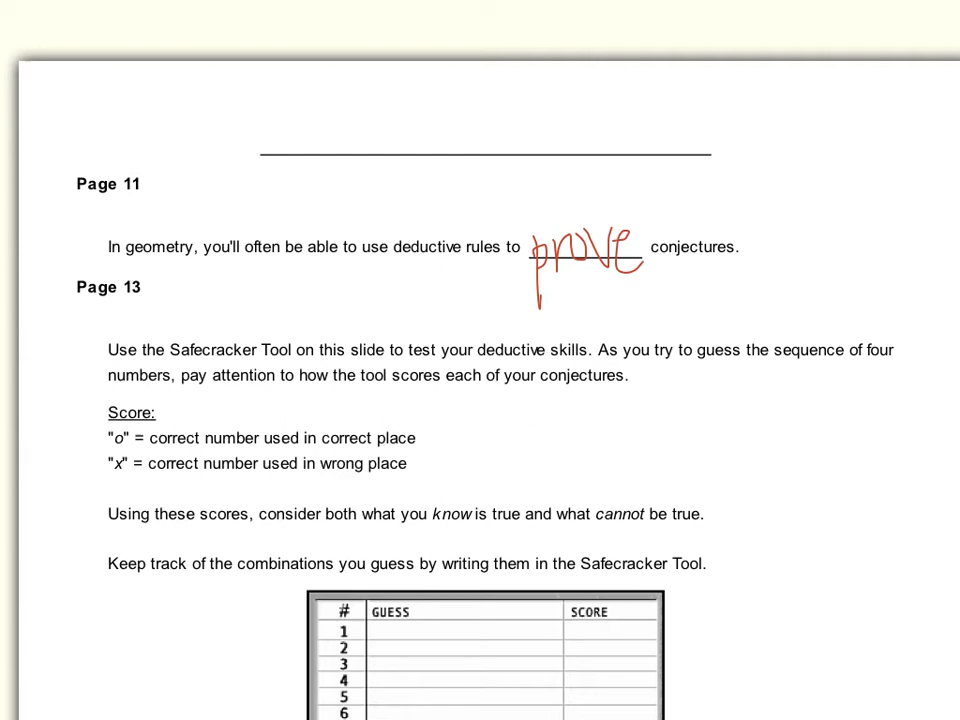 Page 11
In geometry, you'll often be able to use deductive rules to prove conjectures.
Page 13
Use the Safecracker Tool on this slide to test your deductive skills. As you try to guess the sequence of four
numbers, pay attention to how the tool scores each of your conjectures.
Score:
"o" = correct number used in correct place
"x" = correct number used in wrong place
Using these scores, consider both what you know is true and what cannot be true.
Keep track of the combinations you guess by writing them in the Safecracker Tool.
# GUESS SCORE
1
2
3
4
5
6